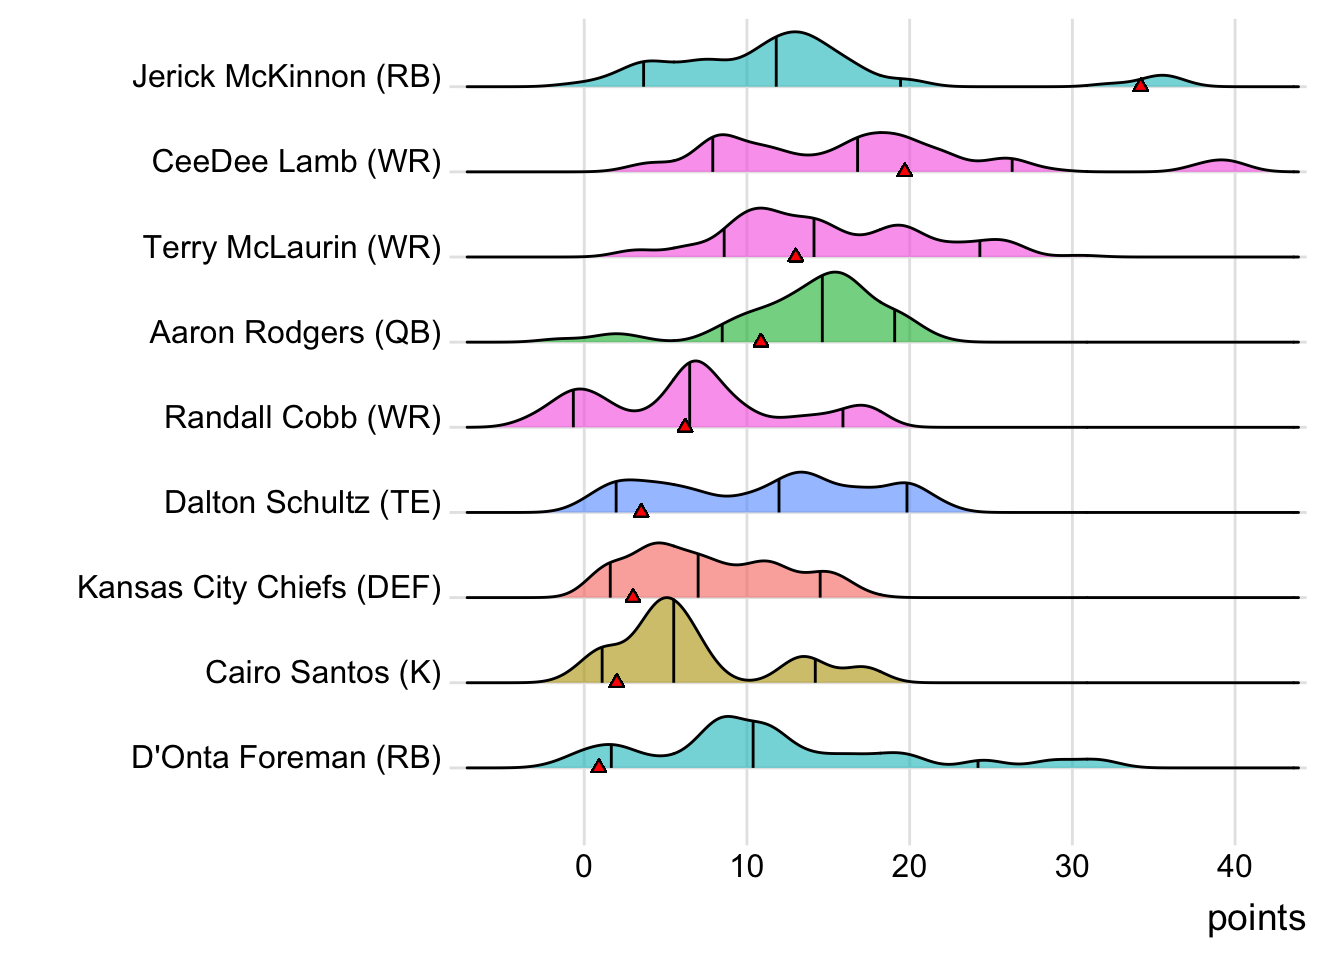 Jerick McKinnon (RB)
CeeDee Lamb (WR)
Terry McLaurin (WR)
Aaron Rodgers (QB)
Randall Cobb (WR)
Dalton Schultz (TE)
Kansas City Chiefs (DEF)
Cairo Santos (K)
D'Onta Foreman (RB)
0 10 20 30 40
points